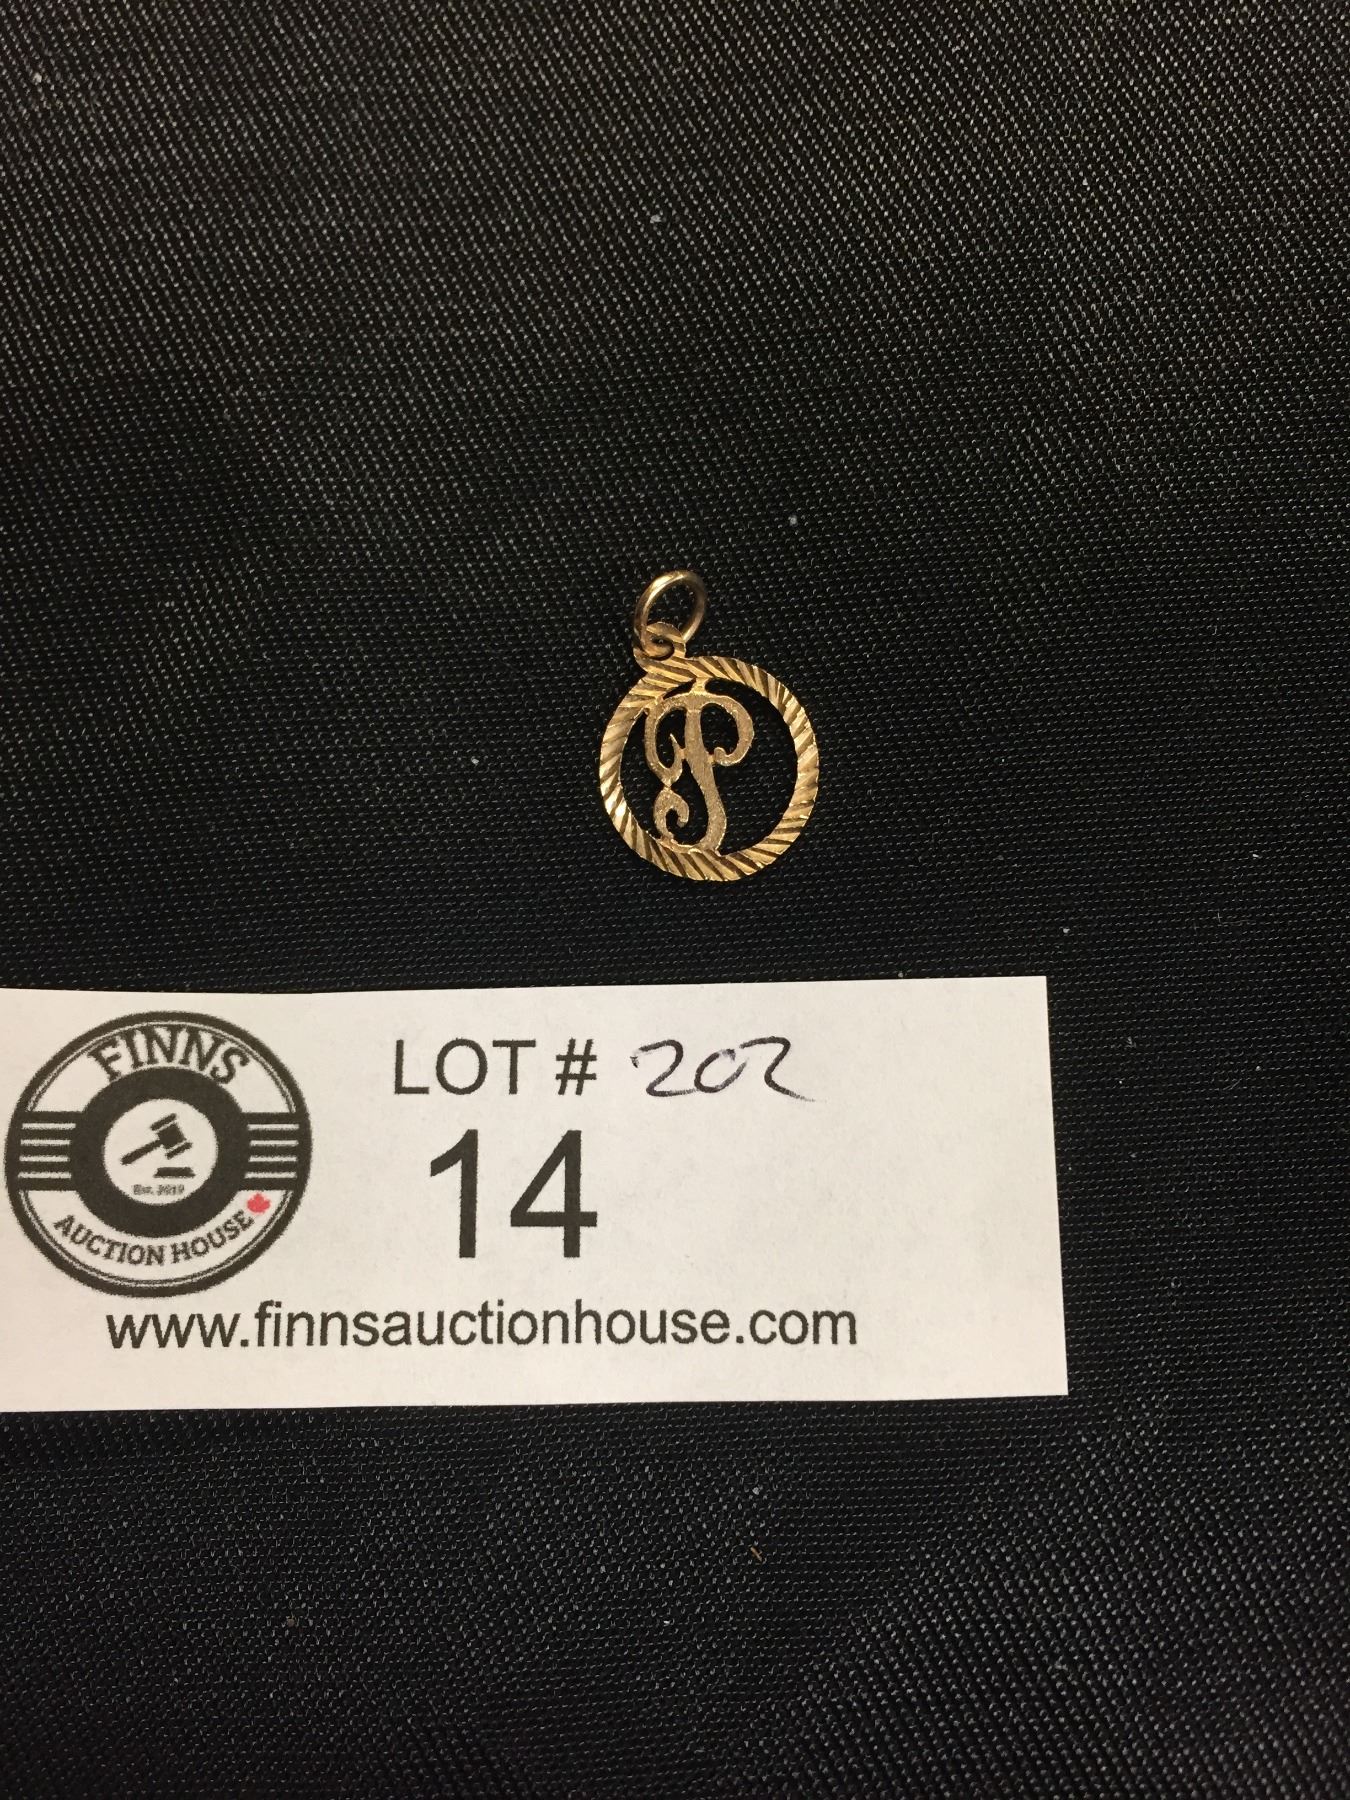 P
FINNS
Est. 2019
AUCTION HOUSE
LOT # 202
14
www.finnsauctionhouse.com